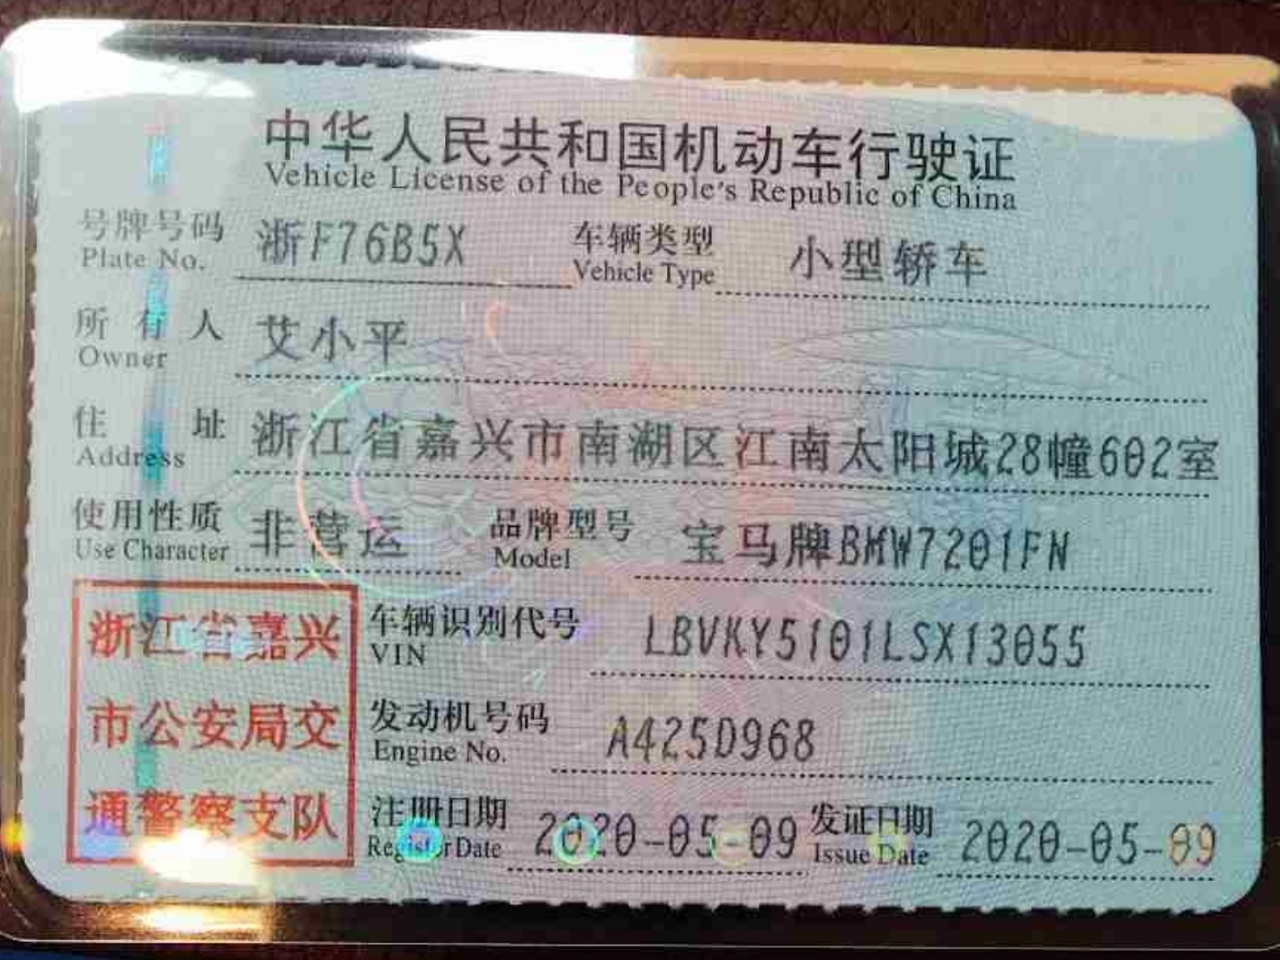 中华人民共和国机动车行驶证
Vehicle License of the People's Republic of China
号牌号码 浙F76B5X 车辆类型 小型轿车
Plate No. Vehicle Type
所有人 艾小平
Owner
住址 浙江省嘉兴市南湖区江南太阳城28幢602室
Address
使用性质 非营运 品牌型号 宝马牌BMW7201FN
Use Character Model
浙江省嘉兴
市公安局交
通警察支队
车辆识别代号 LBVKY5101LSX13055
VIN
发动机号码 A425D968
Engine No.
注册日期 2020-05-09 发证日期 2020-05-09
Register Date Issue Date